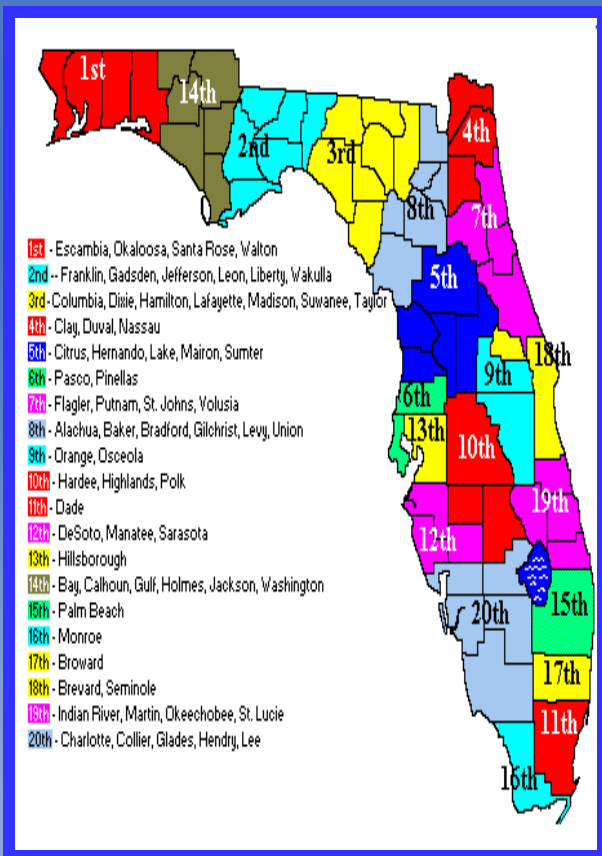 1st
14th
2nd
3rd
4th
8th
7th
5th
18th
9th
6th
13th
10th
19th
12th
20th
15th
17th
11th
16th
1st - Escambia, Okaloosa, Santa Rose, Walton
2nd -- Franklin, Gadsden, Jefferson, Leon, Liberty, Wakulla
3rd-Columbia, Dixie, Hamilton, Lafayette, Madison, Suwanee, Taylor
4th - Clay, Duval, Nassau
5th - Citrus, Hernando, Lake, Mairon, Sumter
6th - Pasco, Pinellas
7th - Flagler, Putnam, St. Johns, Volusia
8th - Alachua, Baker, Bradford, Gilchrist, Levy, Union
9th - Orange, Osceola
10th - Hardee, Highlands, Polk
11th - Dade
12th - DeSoto, Manatee, Sarasota
13th - Hillsborough
14th - Bay, Calhoun, Gulf, Holmes, Jackson, Washington
15th - Palm Beach
16th - Monroe
17th - Broward
18th - Brevard, Seminole
19th - Indian River, Martin, Okeechobee, St. Lucie
20th - Charlotte, Collier, Glades, Hendry, Lee